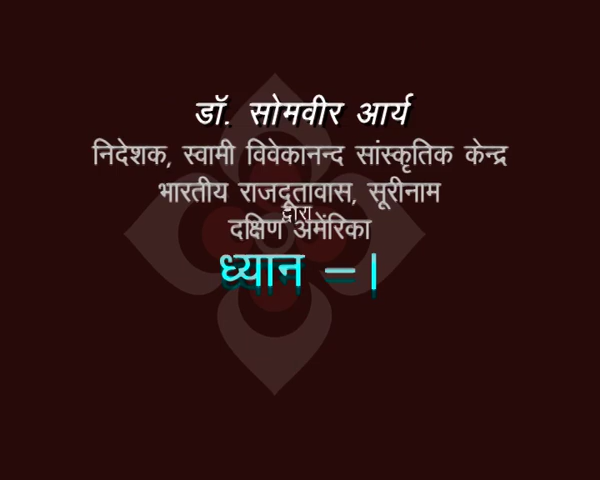 डॉ. सोमवीर आर्य
निदेशक, स्वामी विवेकानन्द सांस्कृतिक केन्द्र
भारतीय राजदूतावास, सूरीनाम
द्वारा
दक्षिण अमेंरिका
ध्यान – I